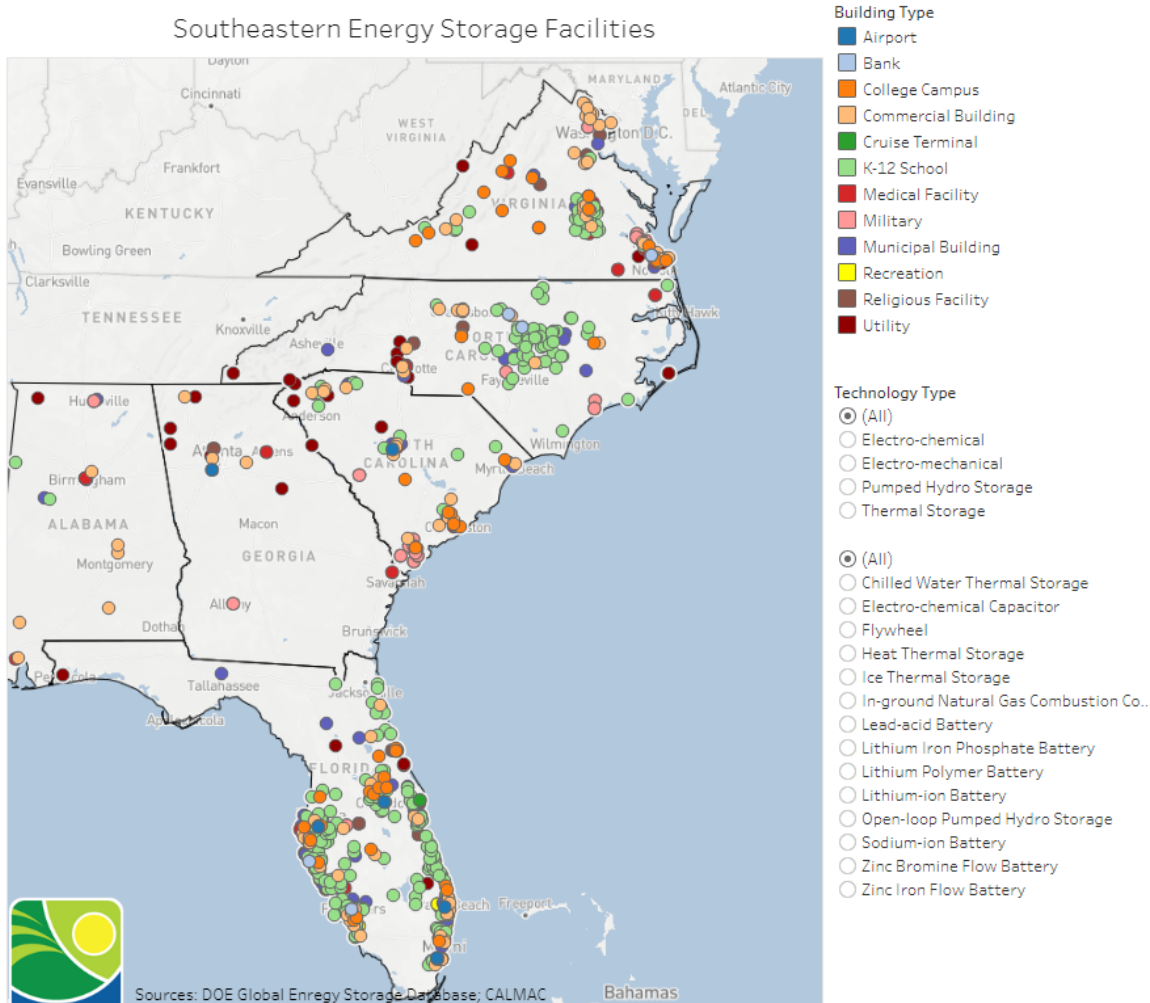 Southeastern Energy Storage Facilities
Building Type
Airport
Bank
College Campus
Commercial Building
Cruise Terminal
K-12 School
Medical Facility
Military
Municipal Building
Recreation
Religious Facility
Utility
Technology Type
(All)
Electro-chemical
Electro-mechanical
Pumped Hydro Storage
Thermal Storage
(All)
Chilled Water Thermal Storage
Electro-chemical Capacitor
Flywheel
Heat Thermal Storage
Ice Thermal Storage
In-ground Natural Gas Combustion Co..
Lead-acid Battery
Lithium Iron Phosphate Battery
Lithium Polymer Battery
Lithium-ion Battery
Open-loop Pumped Hydro Storage
Sodium-ion Battery
Zinc Bromine Flow Battery
Zinc Iron Flow Battery
Dayton
MARYLAND
Atlantic City
Cincinnati
WEST
VIRGINIA
DEL.
Washington D.C.
Frankfort
Evansville
KENTUCKY
VIRGINIA
Bowling Green
Clarksville
TENNESSEE
Knoxville
Asheville
Kitty Hawk
Fayetteville
Anderson
Wilmington
CAROLINA
Myrtle Beach
Birmingham
ALABAMA
Macon
GEORGIA
Montgomery
Savannah
Albany
Dothan
Brunswick
Tallahassee
Jacksonville
Freeport
Miami
Bahamas
Sources: DOE Global Enregy Storage Database; CALMAC